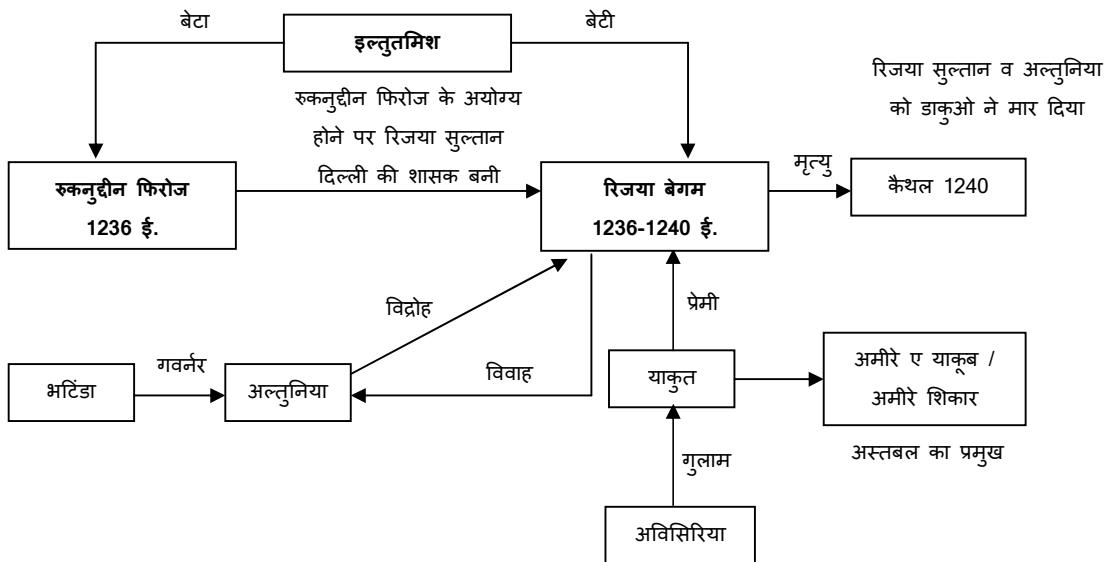 बेटा
इल्तुतमिश
बेटी
रुकनुद्दीन फिरोज के अयोग्य
होने पर रिजया सुल्तान
दिल्ली की शासक बनी
रिजया सुल्तान व अल्तुनिया
को डाकुओ ने मार दिया
रुकनुद्दीन फिरोज
1236 ई.
रिजया बेगम
1236-1240 ई.
मृत्यु
कैथल 1240
विद्रोह
प्रेमी
भटिंडा
गवर्नर
अल्तुनिया
विवाह
याकुत
अमीरे ए याकूब /
अमीरे शिकार
अस्तबल का प्रमुख
गुलाम
अविसिरिया